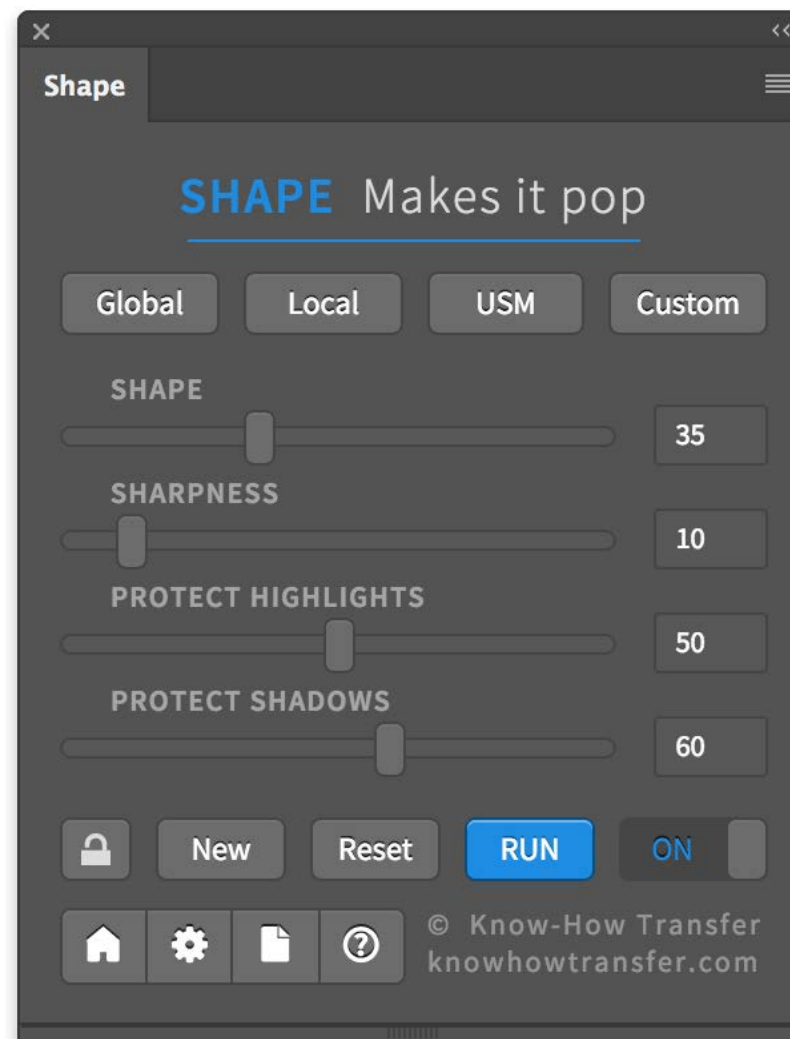 Shape
SHAPE Makes it pop
Global Local USM Custom
SHAPE
35
SHARPNESS
10
PROTECT HIGHLIGHTS
50
PROTECT SHADOWS
60
New Reset RUN ON
© Know-How Transfer
knowhowtransfer.com